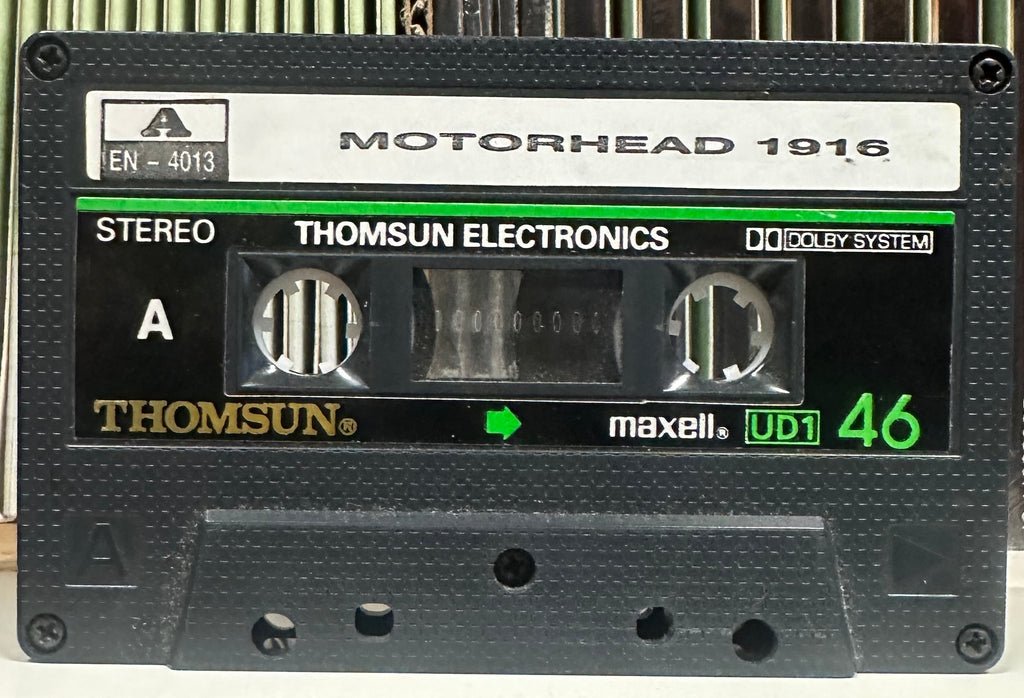 A
EN - 4013
MOTORHEAD 1916
STEREO
THOMSUN ELECTRONICS
DOLBY SYSTEM
A
THOMSUN®
maxell® UD1 46
A